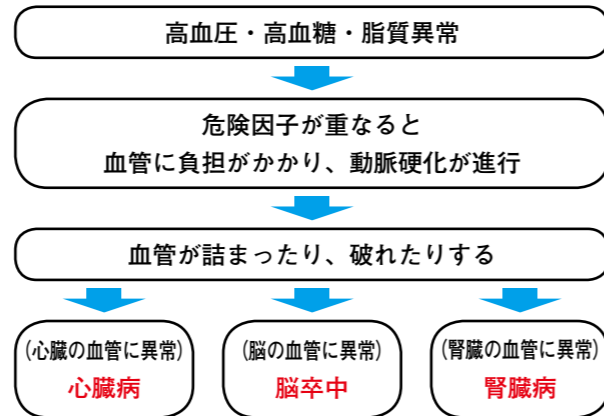 高血圧・高血糖・脂質異常
危険因子が重なると
血管に負担がかかり、動脈硬化が進行
血管が詰まったり、破れたりする
(心臓の血管に異常)
心臓病
(脳の血管に異常)
脳卒中
(腎臓の血管に異常)
腎臓病